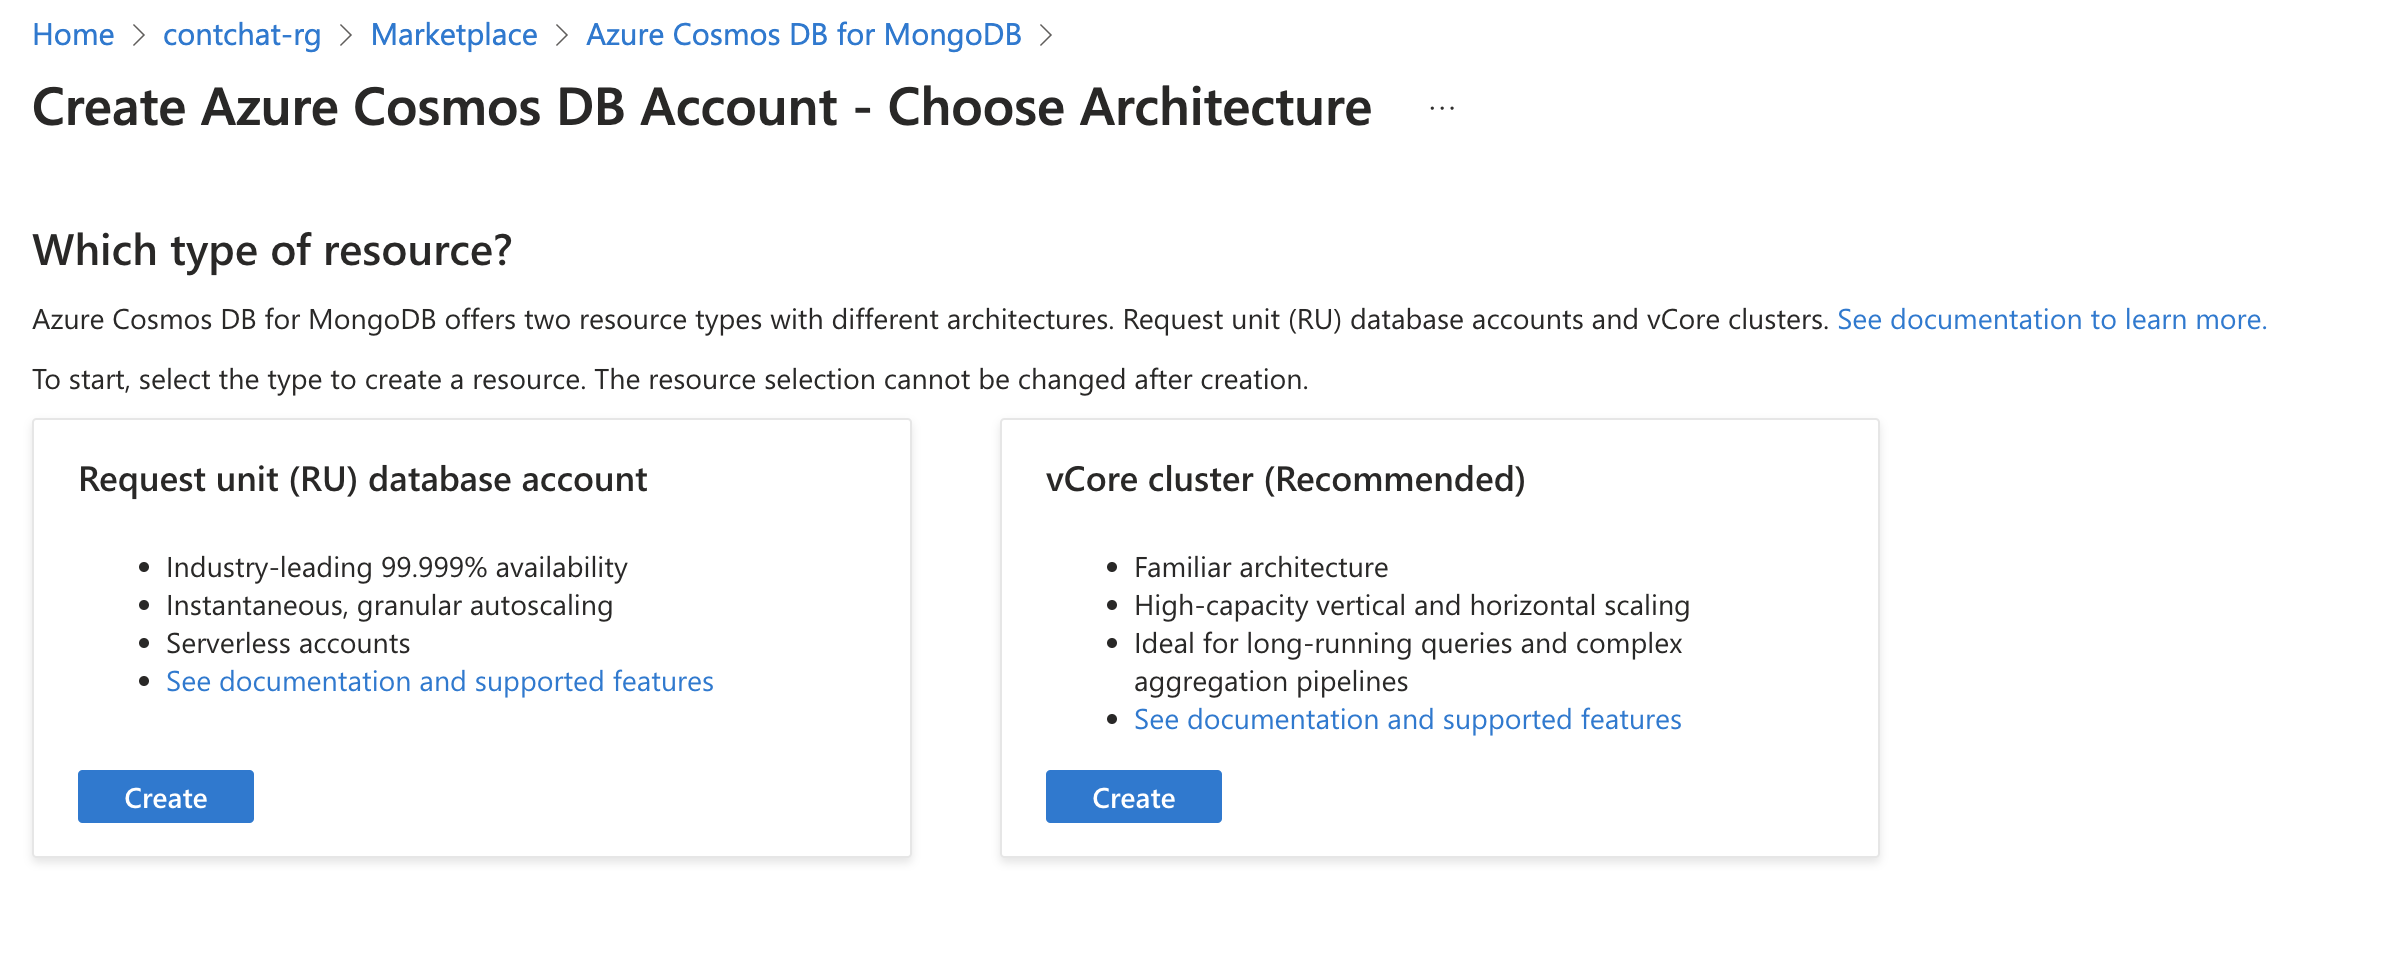 Home > contchat-rg > Marketplace > Azure Cosmos DB for MongoDB >
Create Azure Cosmos DB Account - Choose Architecture ...
Which type of resource?
Azure Cosmos DB for MongoDB offers two resource types with different architectures. Request unit (RU) database accounts and vCore clusters. See documentation to learn more.
To start, select the type to create a resource. The resource selection cannot be changed after creation.
Request unit (RU) database account
• Industry-leading 99.999% availability
• Instantaneous, granular autoscaling
• Serverless accounts
• See documentation and supported features
Create
vCore cluster (Recommended)
• Familiar architecture
• High-capacity vertical and horizontal scaling
• Ideal for long-running queries and complex
aggregation pipelines
• See documentation and supported features
Create